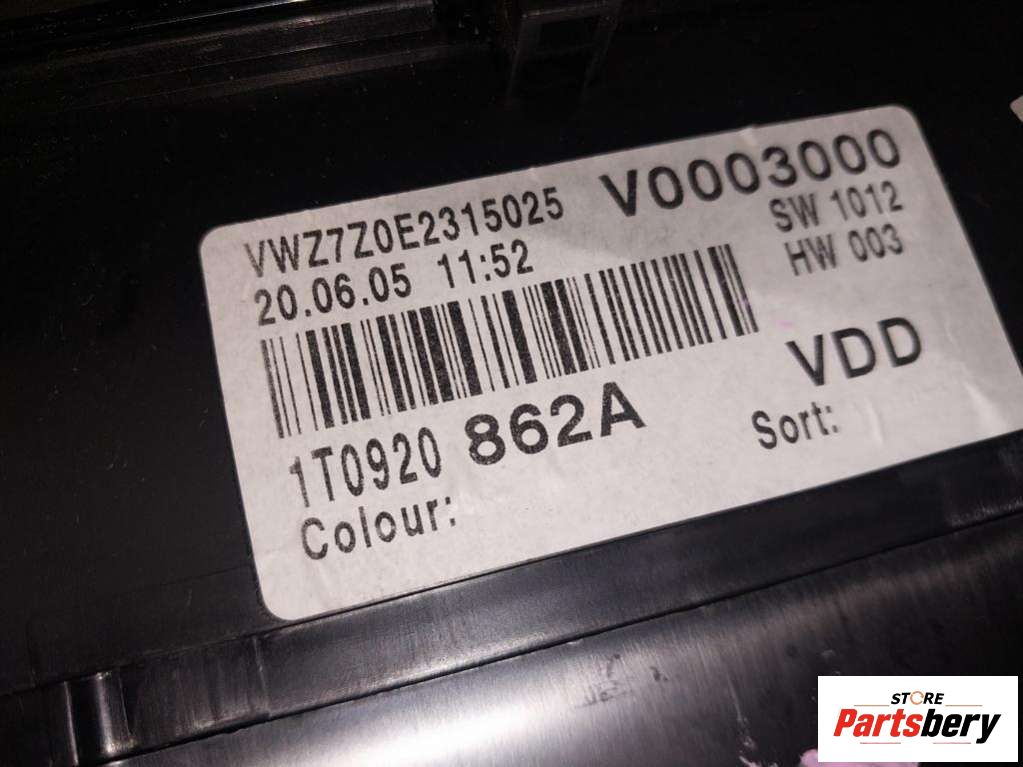 VWZ7Z0E2315025 V0003000
20.06.05 11:52 SW 1012
HW 003
1T0920 862A VDD
Colour: Sort:
STORE
Partsbery